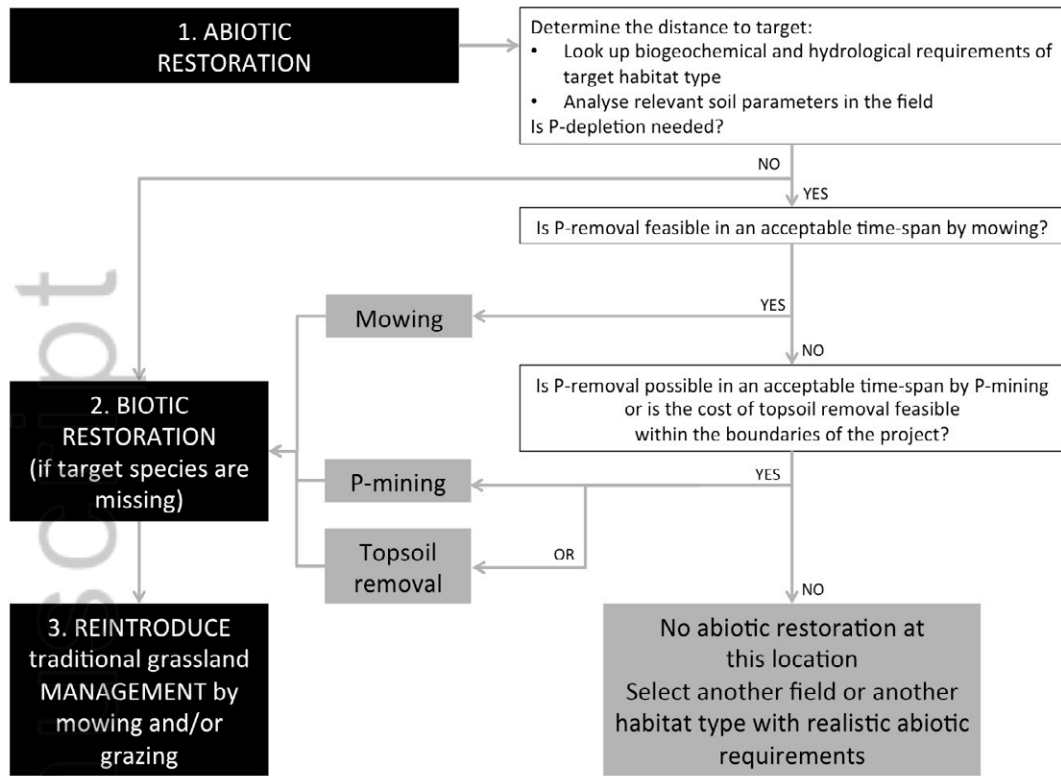 1. ABIOTIC
RESTORATION
Determine the distance to target:
• Look up biogeochemical and hydrological requirements of
target habitat type
• Analyse relevant soil parameters in the field
Is P-depletion needed?
NO
YES
Is P-removal feasible in an acceptable time-span by mowing?
Mowing
YES
NO
Is P-removal possible in an acceptable time-span by P-mining
or is the cost of topsoil removal feasible
within the boundaries of the project?
2. BIOTIC
RESTORATION
(if target species are
missing)
P-mining
YES
Topsoil
removal
OR
NO
3. REINTRODUCE
traditional grassland
MANAGEMENT by
mowing and/or
grazing
No abiotic restoration at
this location
Select another field or another
habitat type with realistic abiotic
requirements
uscript